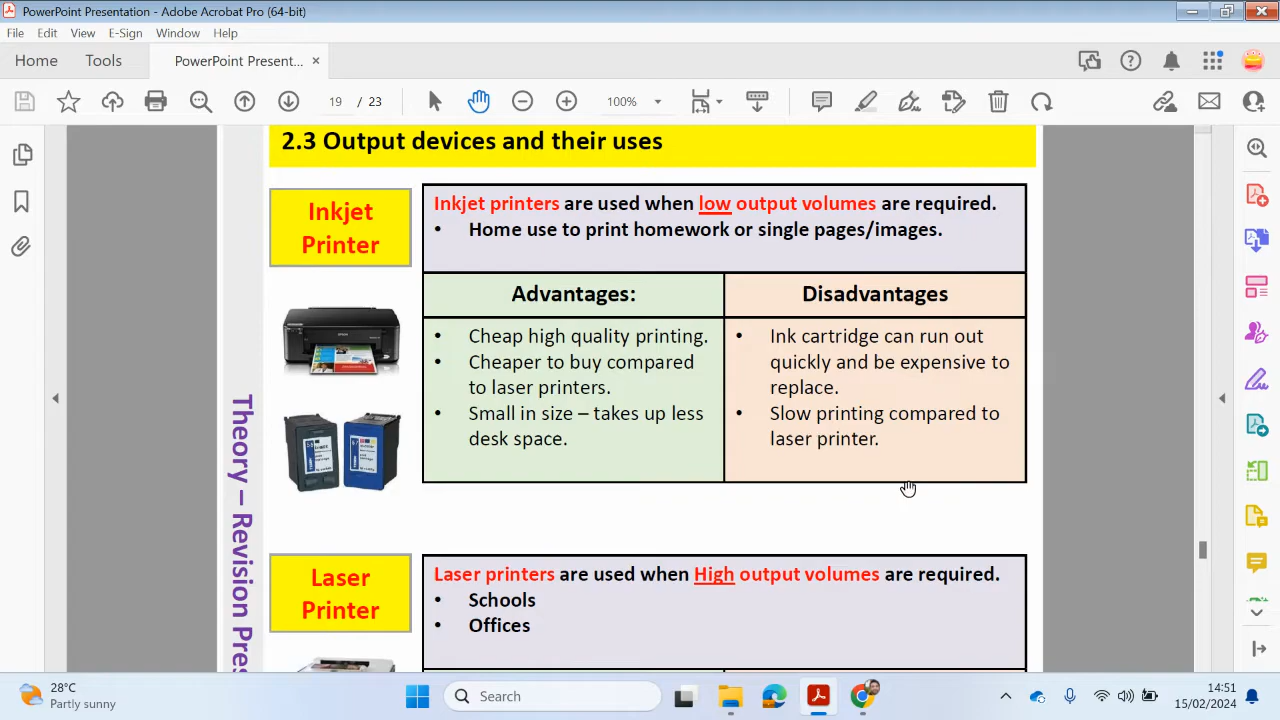 PowerPoint Presentation - Adobe Acrobat Pro (64-bit)
File Edit View E-Sign Window Help
Home Tools PowerPoint Present... ×
19 / 23 100%
2.3 Output devices and their uses
Inkjet
Printer
Inkjet printers are used when low output volumes are required.
• Home use to print homework or single pages/images.
Advantages:
• Cheap high quality printing.
• Cheaper to buy compared
to laser printers.
• Small in size – takes up less
desk space.
Disadvantages
• Ink cartridge can run out
quickly and be expensive to
replace.
• Slow printing compared to
laser printer.
EPSON
Theory – Revision Pres
Laser
Printer
Laser printers are used when High output volumes are required.
• Schools
• Offices
28°C
Partly sunny
Search
14:51
15/02/2024